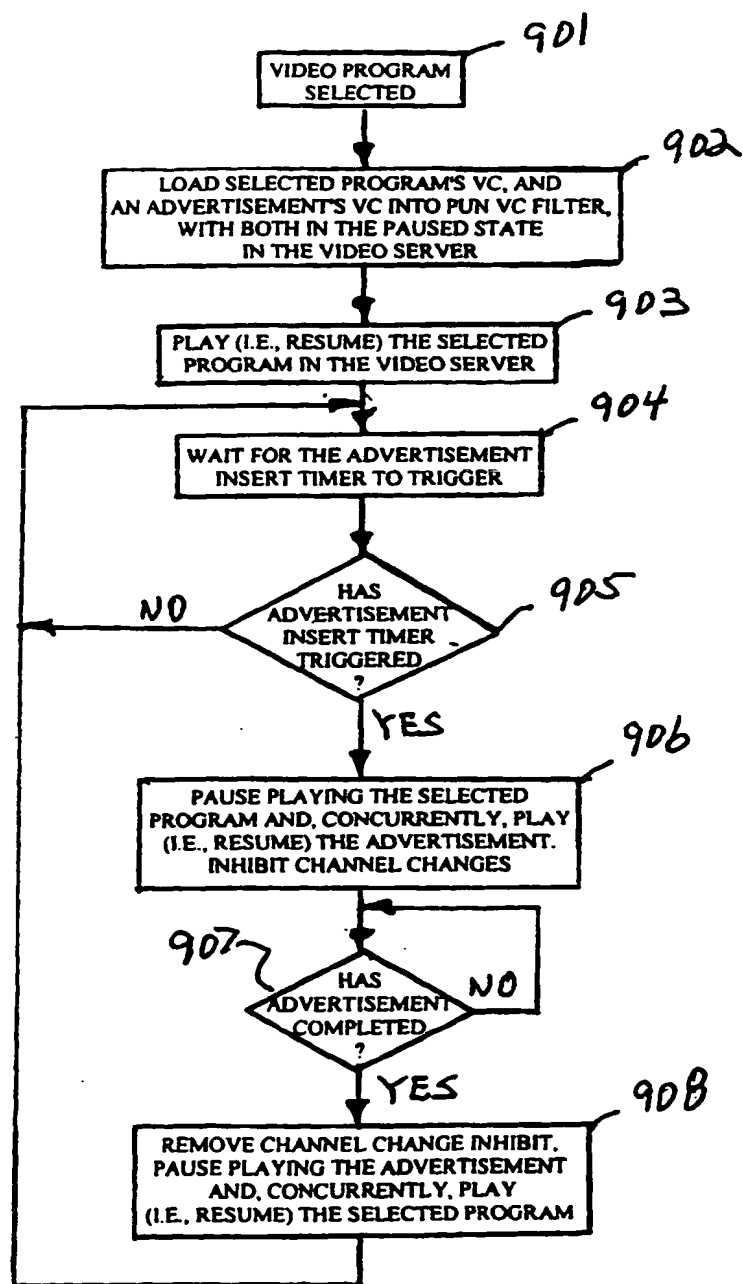 901
VIDEO PROGRAM
SELECTED
902
LOAD SELECTED PROGRAM'S VC, AND
AN ADVERTISEMENT'S VC INTO PUN VC FILTER,
WITH BOTH IN THE PAUSED STATE
IN THE VIDEO SERVER
903
PLAY (I.E., RESUME) THE SELECTED
PROGRAM IN THE VIDEO SERVER
904
WAIT FOR THE ADVERTISEMENT
INSERT TIMER TO TRIGGER
905
HAS
ADVERTISEMENT
INSERT TIMER
TRIGGERED
?
NO
YES
906
PAUSE PLAYING THE SELECTED
PROGRAM AND, CONCURRENTLY, PLAY
(I.E., RESUME) THE ADVERTISEMENT.
INHIBIT CHANNEL CHANGES
907
HAS
ADVERTISEMENT
COMPLETED
?
NO
YES
908
REMOVE CHANNEL CHANGE INHIBIT,
PAUSE PLAYING THE ADVERTISEMENT
AND, CONCURRENTLY, PLAY
(I.E., RESUME) THE SELECTED PROGRAM